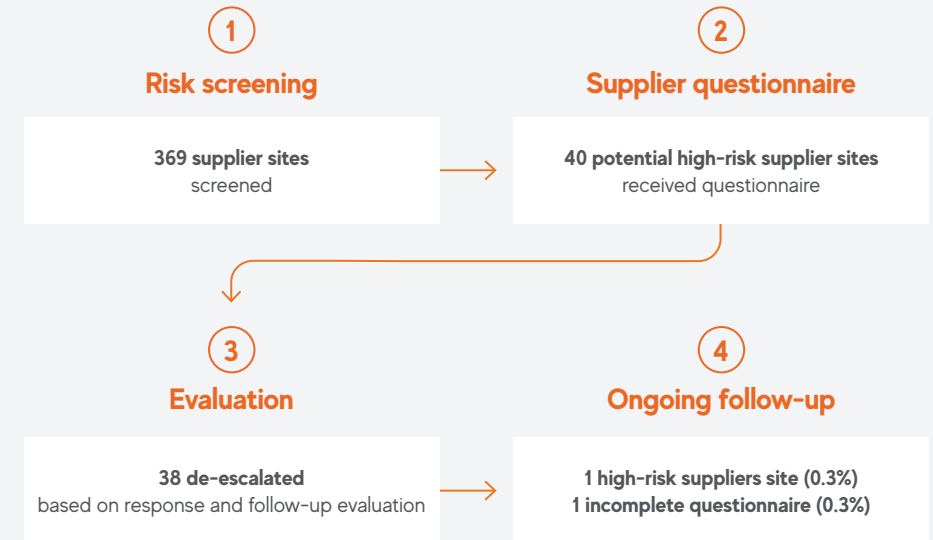 1
Risk screening
369 supplier sites
screened
2
Supplier questionnaire
40 potential high-risk supplier sites
received questionnaire
3
Evaluation
38 de-escalated
based on response and follow-up evaluation
4
Ongoing follow-up
1 high-risk suppliers site (0.3%)
1 incomplete questionnaire (0.3%)